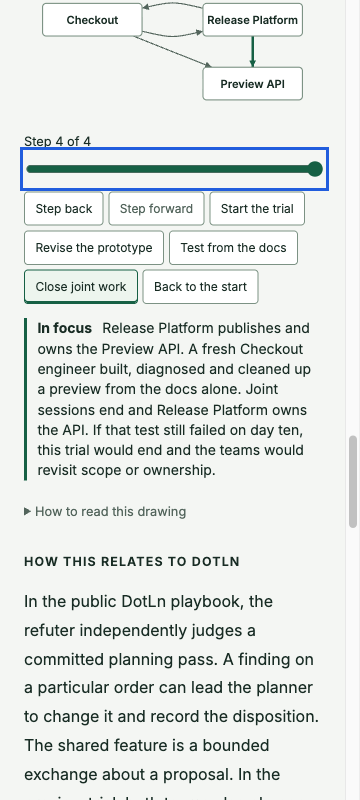 Checkout
Release Platform
Preview API
Step 4 of 4
Step back
Step forward
Start the trial
Revise the prototype
Test from the docs
Close joint work
Back to the start
In focus Release Platform publishes and
owns the Preview API. A fresh Checkout
engineer built, diagnosed and cleaned up
a preview from the docs alone. Joint
sessions end and Release Platform owns
the API. If that test still failed on day ten,
this trial would end and the teams would
revisit scope or ownership.
How to read this drawing
HOW THIS RELATES TO DOTLN
In the public DotLn playbook, the
refuter independently judges a
committed planning pass. A finding on
a particular order can lead the planner
to change it and record the disposition.
The shared feature is a bounded
exchange about a proposal. In the